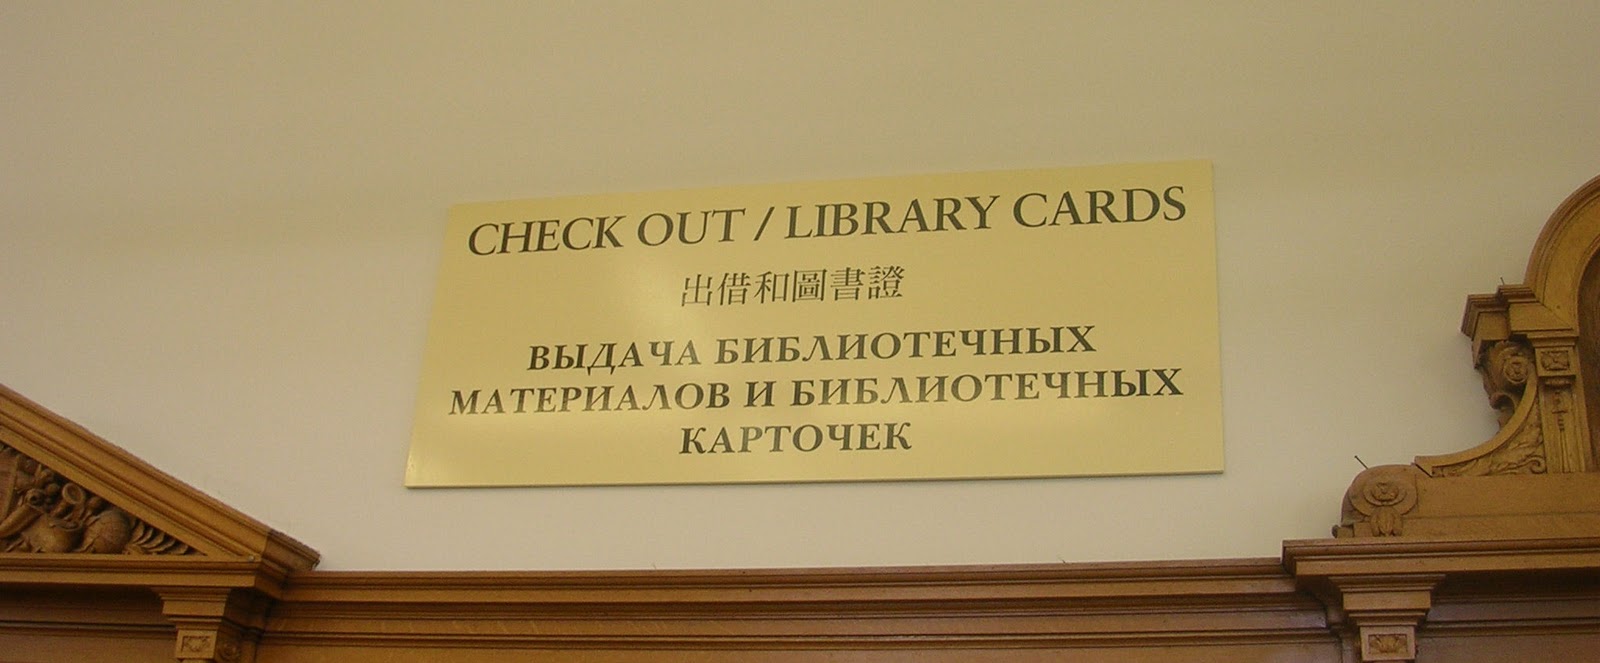 CHECK OUT / LIBRARY CARDS
出借和圖書證
ВЫДАЧА БИБЛИОТЕЧНЫХ
МАТЕРИАЛОВ И БИБЛИОТЕЧНЫХ
КАРТОЧЕК